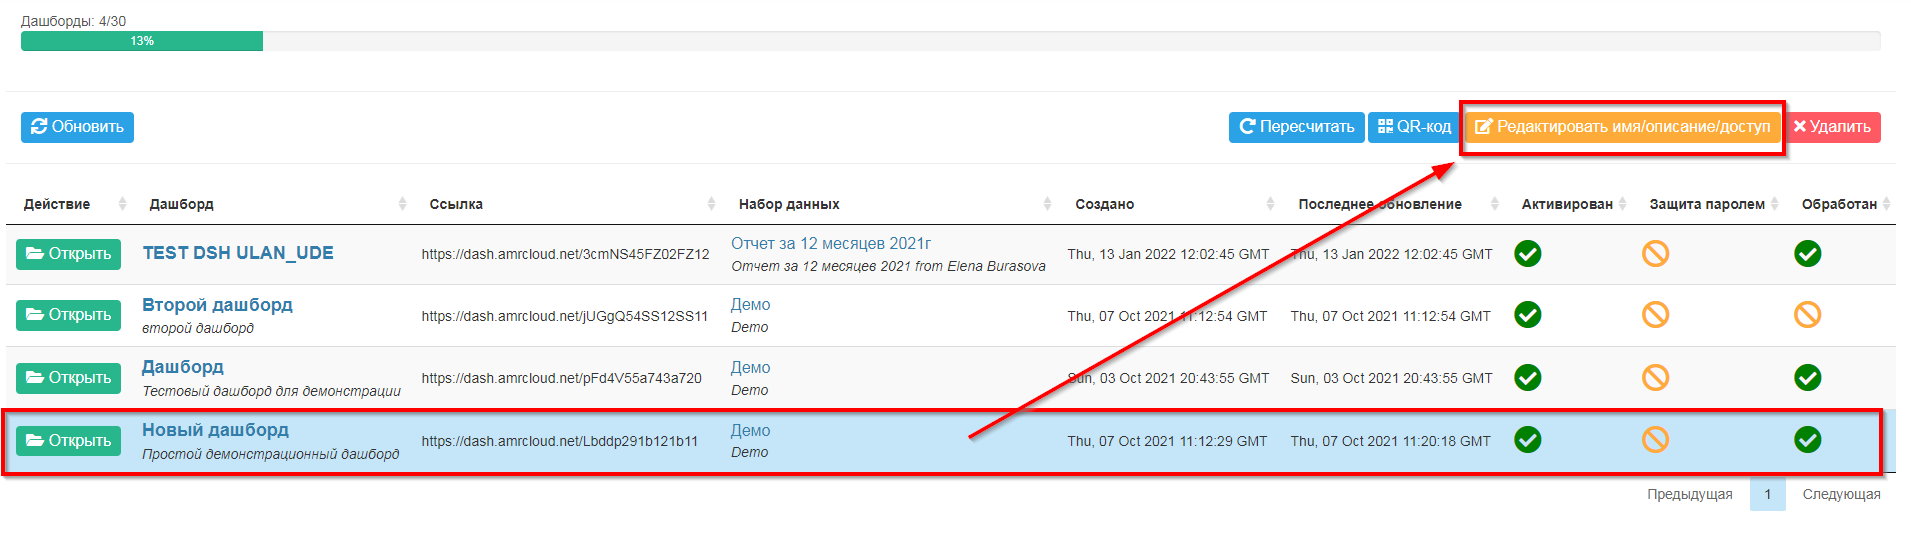 Дашборды: 4/30
13%
Обновить Пересчитать QR-код Редактировать имя/описание/доступ Удалить
Действие Дашборд Ссылка Набор данных Создано Последнее обновление Активирован Защита паролем Обработан
Открыть TEST DSH ULAN_UDE https://dash.amrcloud.net/3cmNS45FZ02FZ12 Отчет за 12 месяцев 2021г Thu, 13 Jan 2022 12:02:45 GMT Thu, 13 Jan 2022 12:02:45 GMT
Отчет за 12 месяцев 2021 from Elena Burasova
Открыть Второй дашборд https://dash.amrcloud.net/jUGgQ54SS12SS11 Демо Thu, 07 Oct 2021 11:12:54 GMT Thu, 07 Oct 2021 11:12:54 GMT
второй дашборд Demo
Открыть Дашборд https://dash.amrcloud.net/pFd4V55a743a720 Демо Sun, 03 Oct 2021 20:43:55 GMT Sun, 03 Oct 2021 20:43:55 GMT
Тестовый дашборд для демонстрации Demo
Открыть Новый дашборд https://dash.amrcloud.net/Lbddp291b121b11 Демо Thu, 07 Oct 2021 11:12:29 GMT Thu, 07 Oct 2021 11:20:18 GMT
Простой демонстрационный дашборд Demo
Предыдущая 1 Следующая